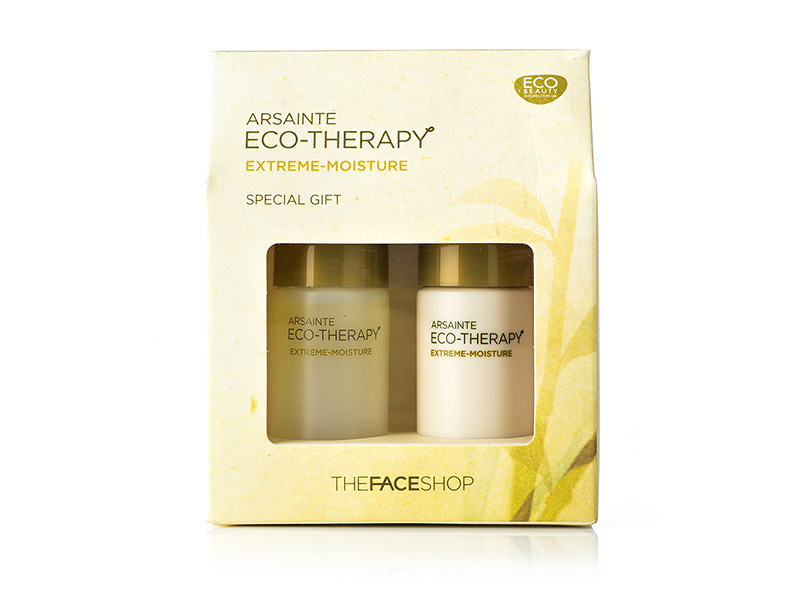 ECO
BEAUTY
ARSAINTE
ECO-THERAPY
EXTREME-MOISTURE
SPECIAL GIFT
ARSAINTE
ECO-THERAPY
EXTREME-MOISTURE
ARSAINTE
ECO-THERAPY
EXTREME-MOISTURE
THEFACESHOP